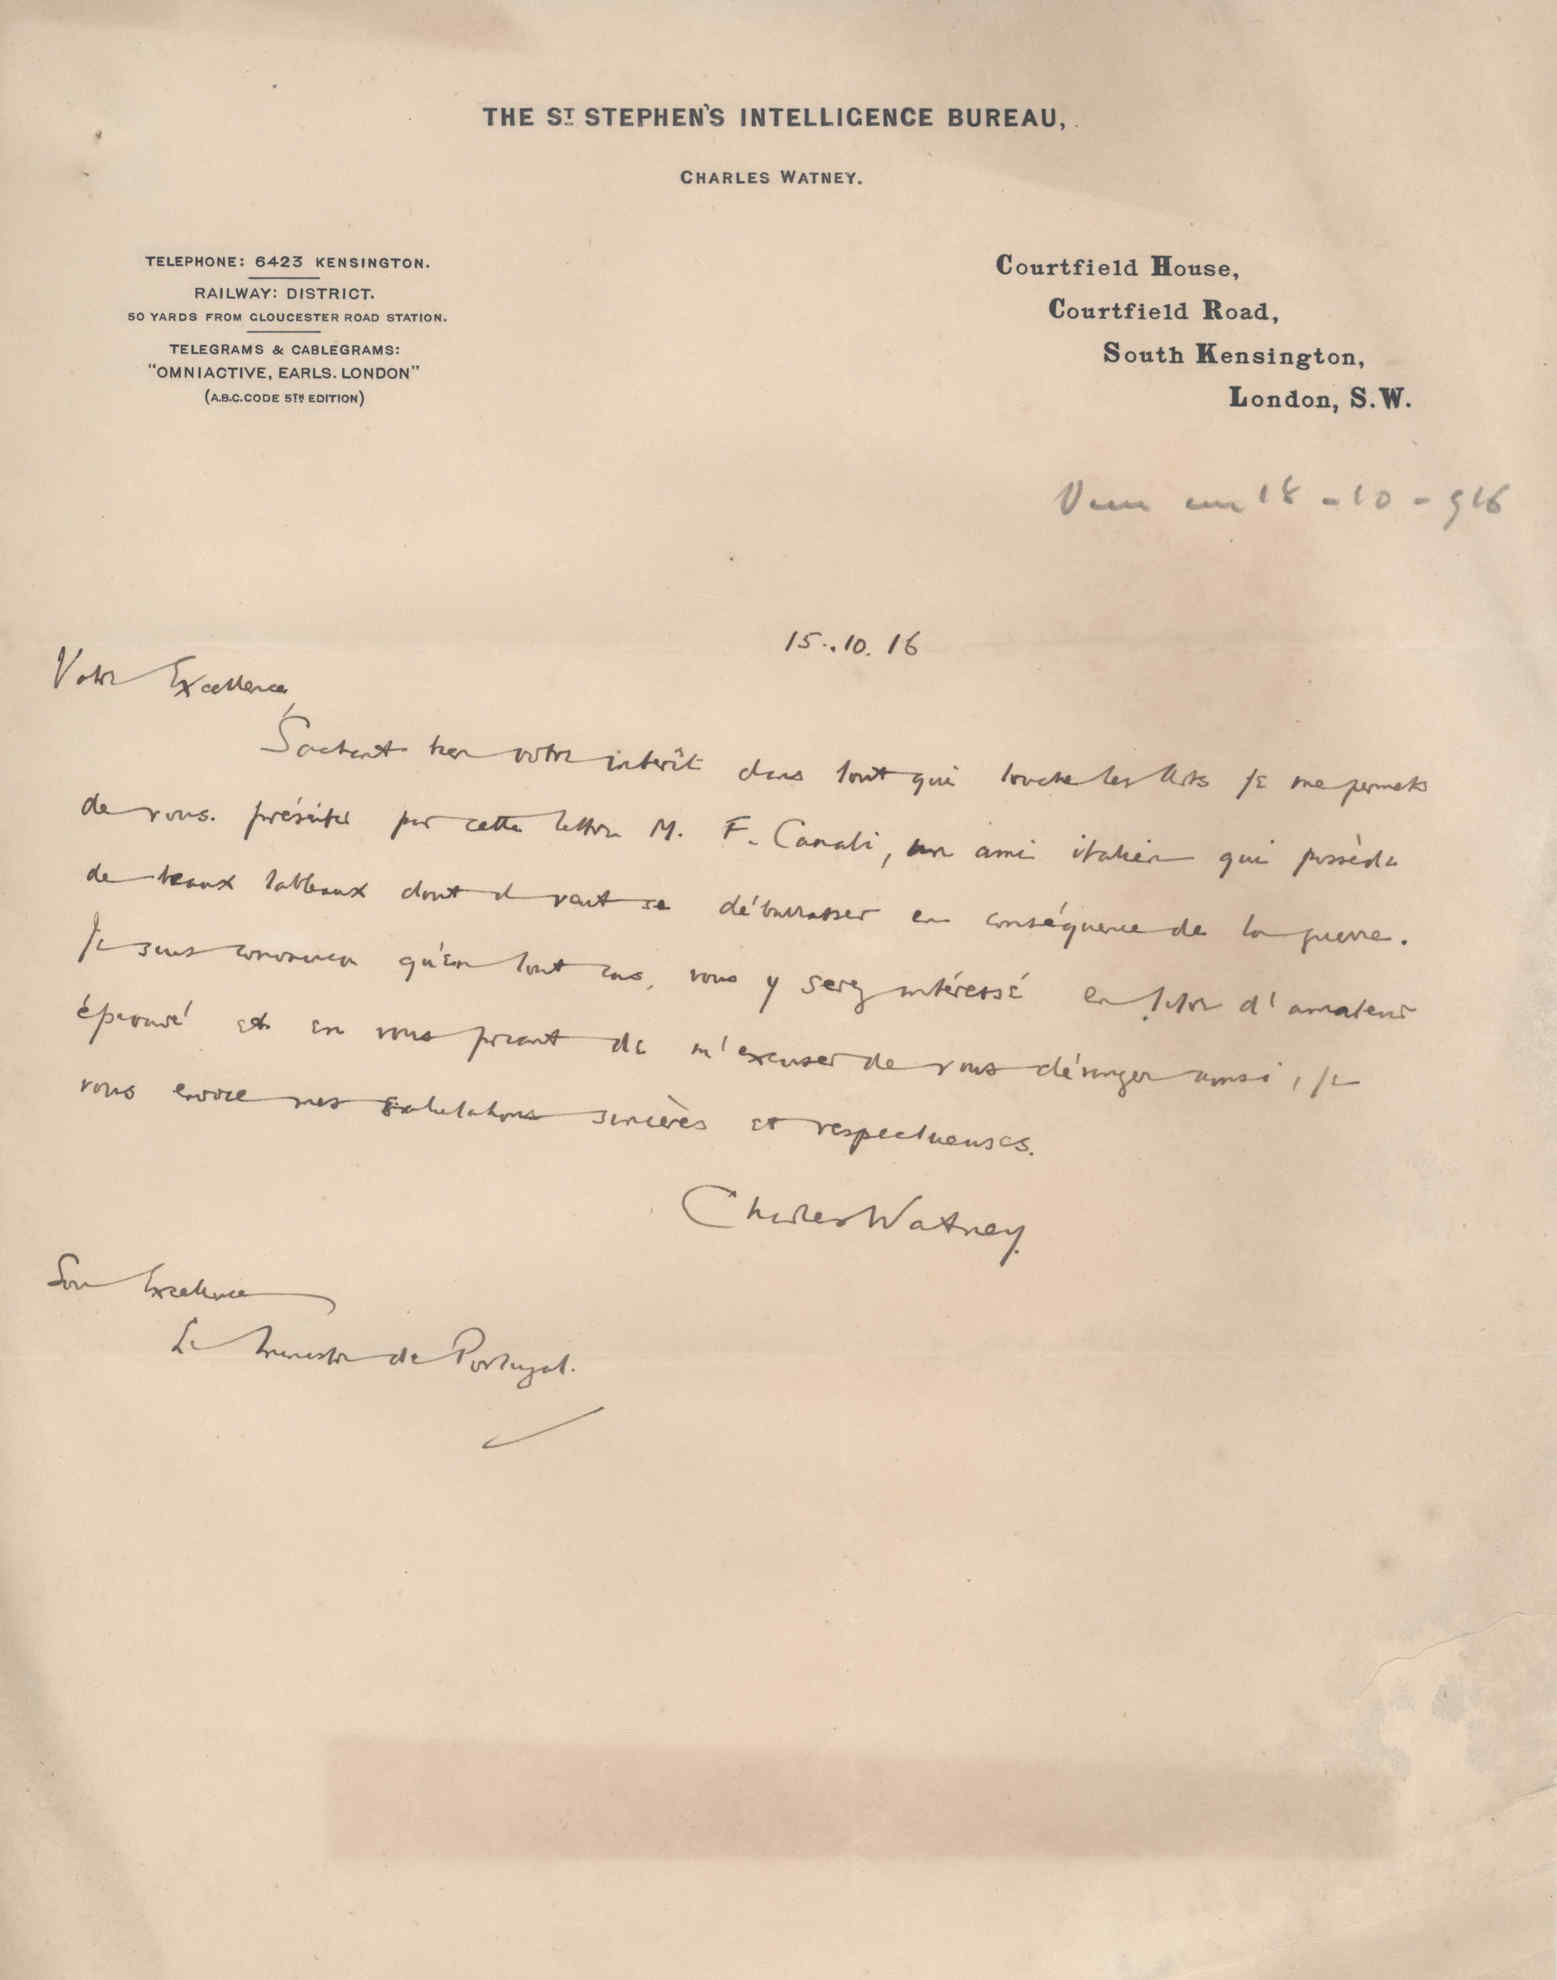 THE ST. STEPHEN'S INTELLIGENCE BUREAU,
CHARLES WATNEY.
TELEPHONE: 6423 KENSINGTON.
RAILWAY: DISTRICT.
50 YARDS FROM GLOUCESTER ROAD STATION.
TELEGRAMS & CABLEGRAMS:
"OMNIACTIVE, EARLS. LONDON"
(A.B.C. CODE 5TH EDITION)
Courtfield House,
Courtfield Road,
South Kensington,
London, S.W.
18-10-916
15.10.16
Votre Excellence,
Sachant bien votre interêt dans tout qui touche les Arts je me permets
de vous présenter par cette lettre M. F. Canali, un ami italien qui possède
de beaux tableaux dont il veut se débarrasser en conséquence de la guerre.
Je suis convaincu qu'en tout cas, vous y serez intéressé en titre d'amateur
éprouvé et en vous priant de m'excuser de vous déranger ainsi, je
vous envoie mes salutations sincères et respectueuses.
Charles Watney.
Son Excellence
Le Ministre de Portugal.